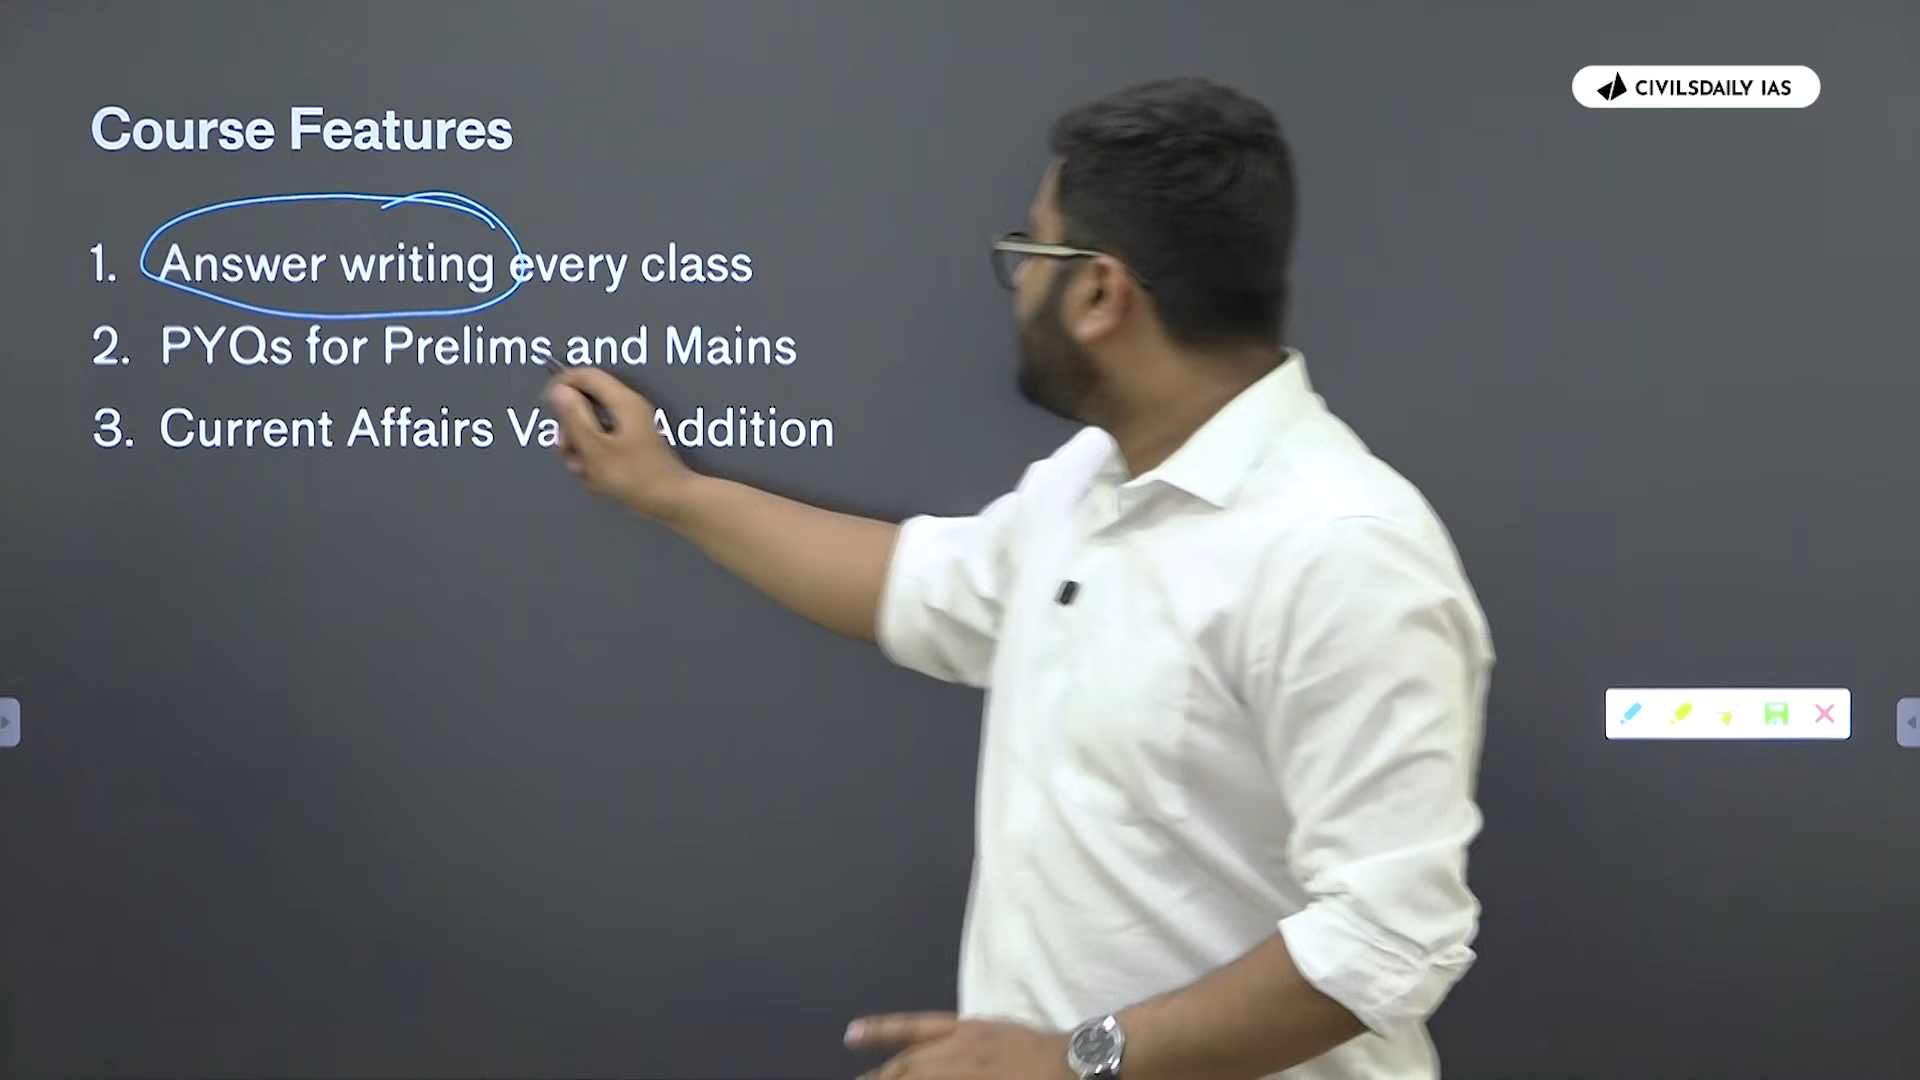 CIVILSDAILY IAS
Course Features
1. Answer writing every class
2. PYQs for Prelims and Mains
3. Current Affairs Addition